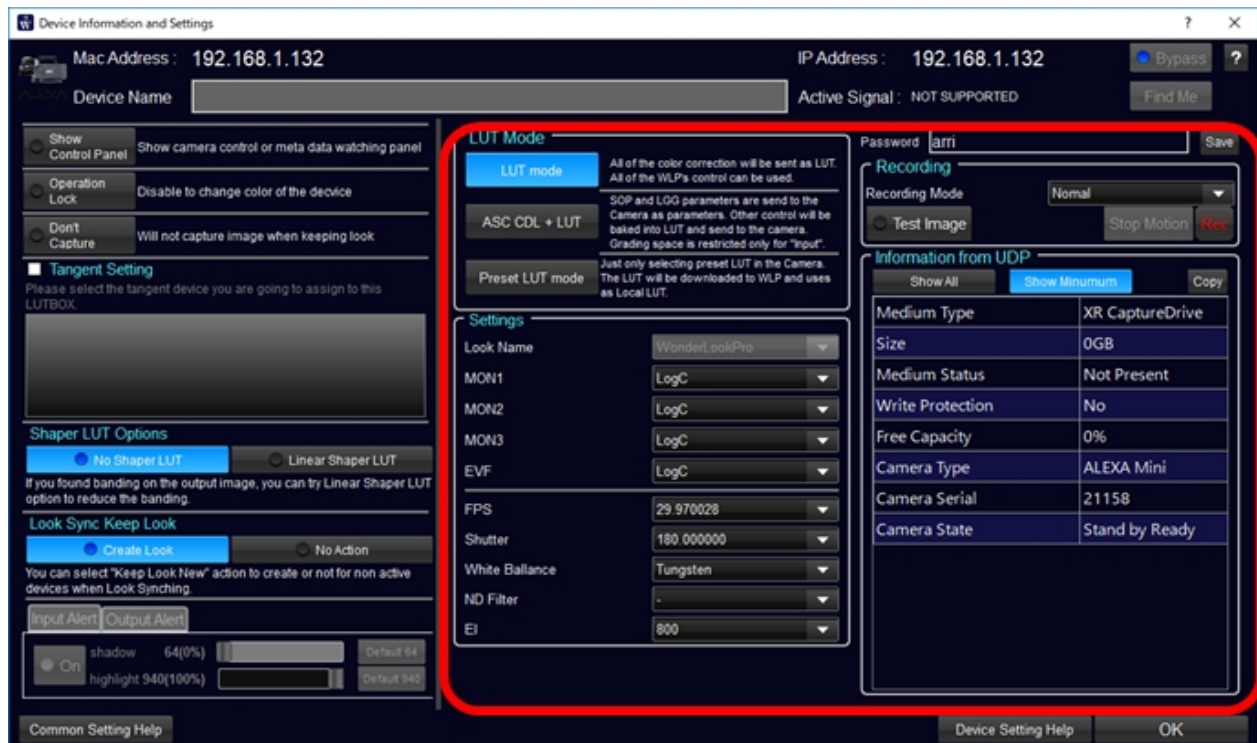 Device Information and Settings
Mac Address : 192.168.1.132
IP Address : 192.168.1.132
Bypass
?
Device Name
Active Signal : NOT SUPPORTED
Find Me
Show Control Panel
Show camera control or meta data watching panel
Operation Lock
Disable to change color of the decvice
Don't Capture
Will not capture image when keeping look
Tangent Setting
Please select the tangent device you are going to assign to this
LUTBOX.
Shaper LUT Options
No Shaper LUT
Linear Shaper LUT
If you found banding on the output image, you can try Linear Shaper LUT
option to reduce the banding.
Look Sync Keep Look
Create Look
No Action
You can select "Keep Look New" action to create or not for non active
devices when Look Synching.
Input Alert
Output Alert
On
shadow 64(0%)
Default 64
highlight 940(100%)
Default 940
Common Setting Help
LUT Mode
LUT mode
All of the color correction will be sent as LUT.
All of the WLP's control can be used.
ASC CDL + LUT
SOP and LGG parameters are send to the
Camera as parameters. Other control will be
baked into LUT and send to the camera.
Grading space is restricted only for "Input".
Preset LUT mode
Just only selecting preset LUT in the Camera.
The LUT will be downloaded to WLP and uses
as Local LUT.
Settings
Look Name WonderLookPro
MON1 LogC
MON2 LogC
MON3 LogC
EVF LogC
FPS 29.970028
Shutter 180.000000
White Ballance Tungsten
ND Filter -
EI 800
Password arri
Save
Recording
Recording Mode Normal
Test Image
Stop Motion
Rec
Information from UDP
Show All
Show Minumum
Copy
Medium Type XR CaptureDrive
Size 0GB
Medium Status Not Present
Write Protection No
Free Capacity 0%
Camera Type ALEXA Mini
Camera Serial 21158
Camera State Stand by Ready
Device Setting Help
OK